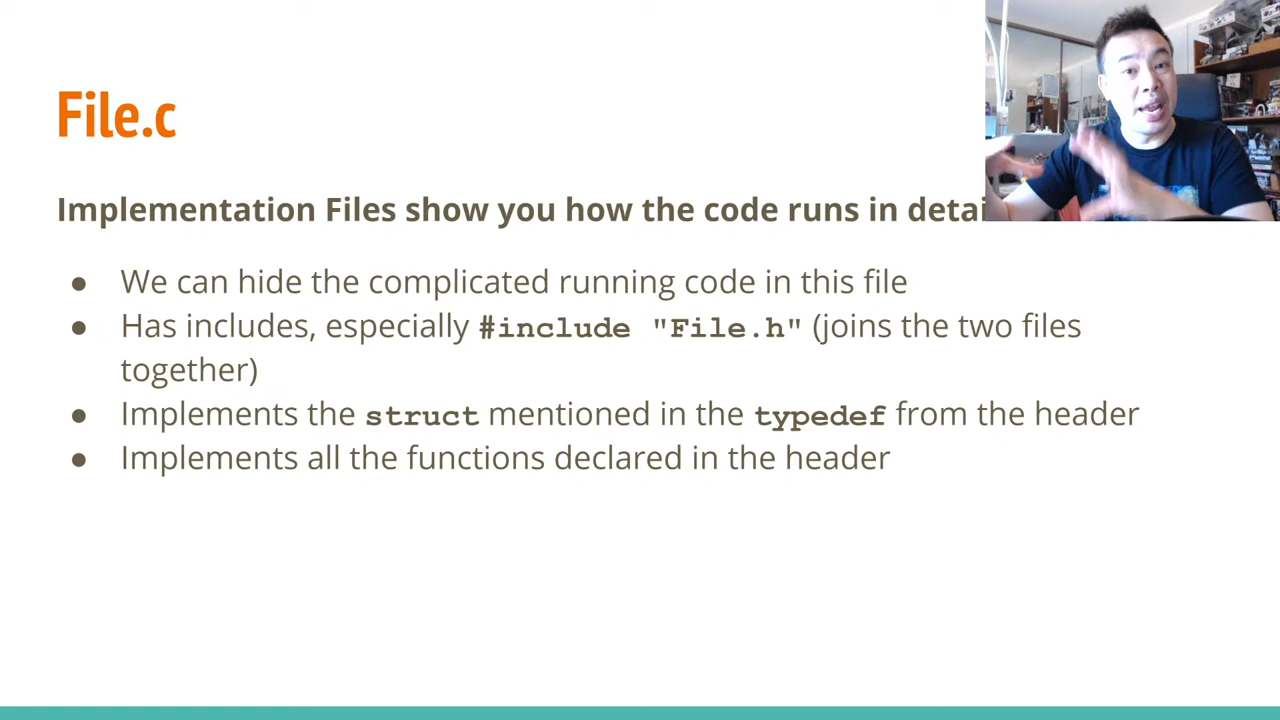 File.c
Implementation Files show you how the code runs in
● We can hide the complicated running code in this file
● Has includes, especially #include "File.h" (joins the two files
together)
● Implements the struct mentioned in the typedef from the header
● Implements all the functions declared in the header